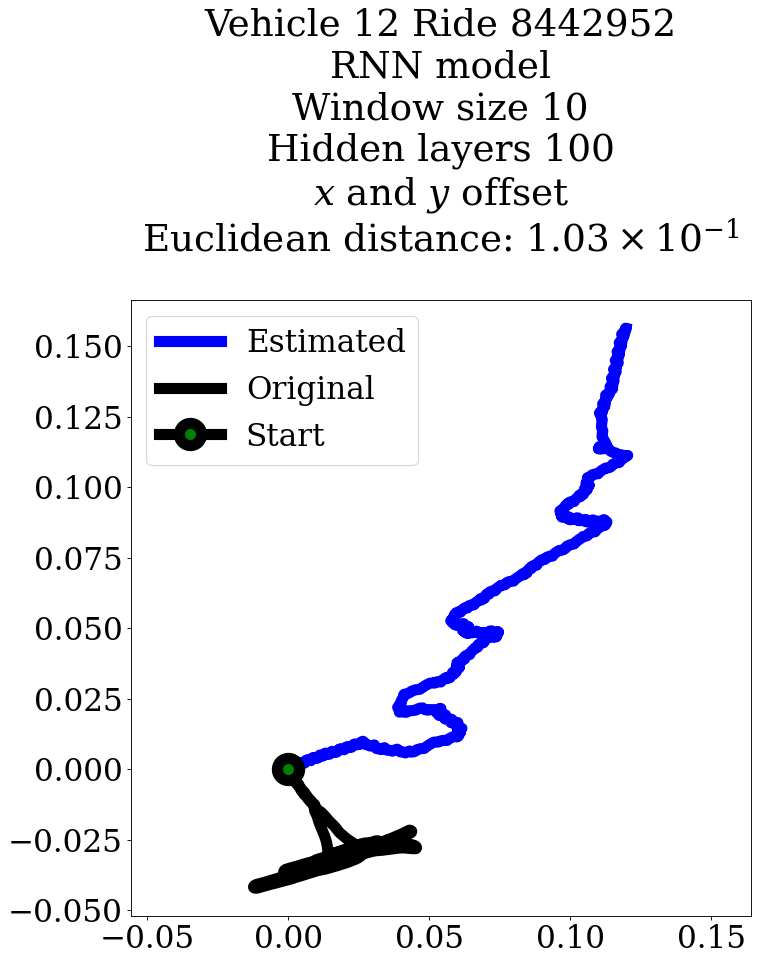 Vehicle 12 Ride 8442952
RNN model
Window size 10
Hidden layers 100
x and y offset
Euclidean distance: 1.03 × 10⁻¹
Estimated
Original
Start
0.150
0.125
0.100
0.075
0.050
0.025
0.000
−0.025
−0.050
−0.05 0.00 0.05 0.10 0.15